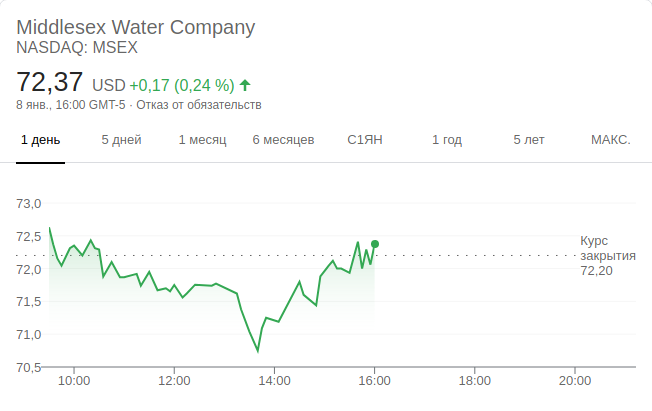 Middlesex Water Company
NASDAQ: MSEX
72,37 USD +0,17 (0,24 %)
8 янв., 16:00 GMT-5 · Отказ от обязательств
1 день 5 дней 1 месяц 6 месяцев С1ЯН 1 год 5 лет МАКС.
73,0
72,5
72,0
71,5
71,0
70,5
Курс
закрытия
72,20
10:00 12:00 14:00 16:00 18:00 20:00